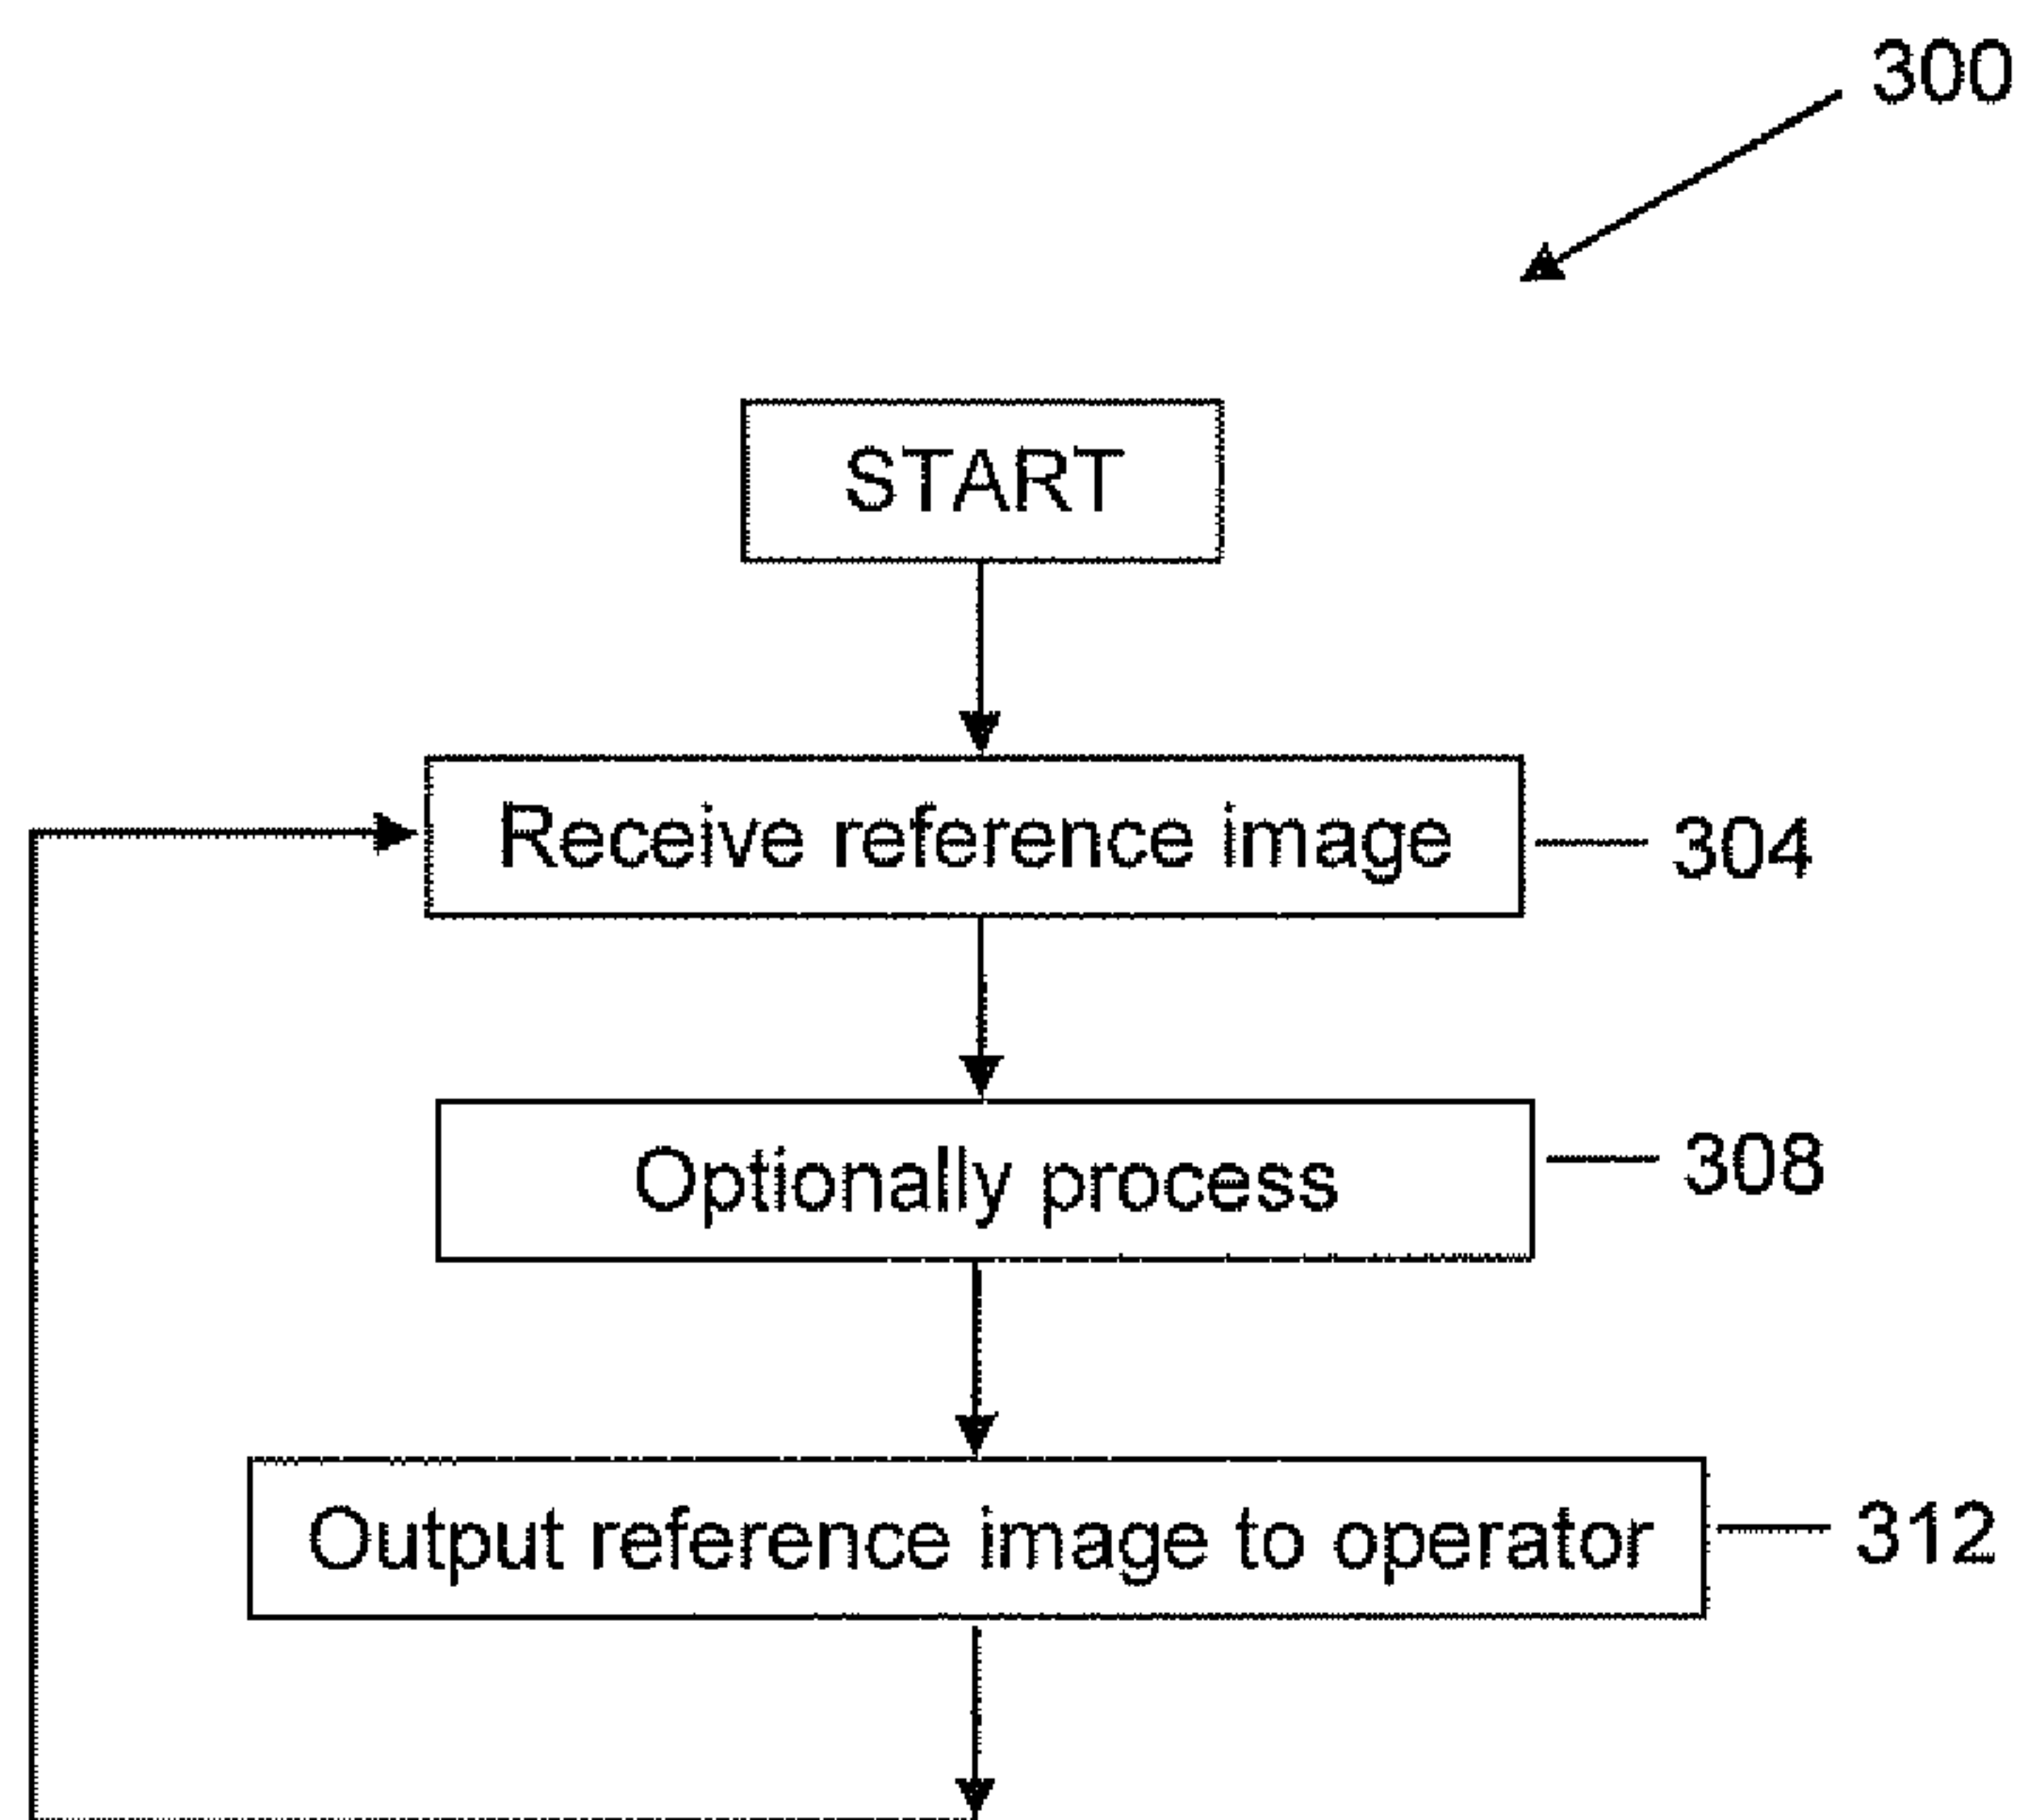 300
START
Receive reference image
304
Optionally process
308
Output reference image to operator
312